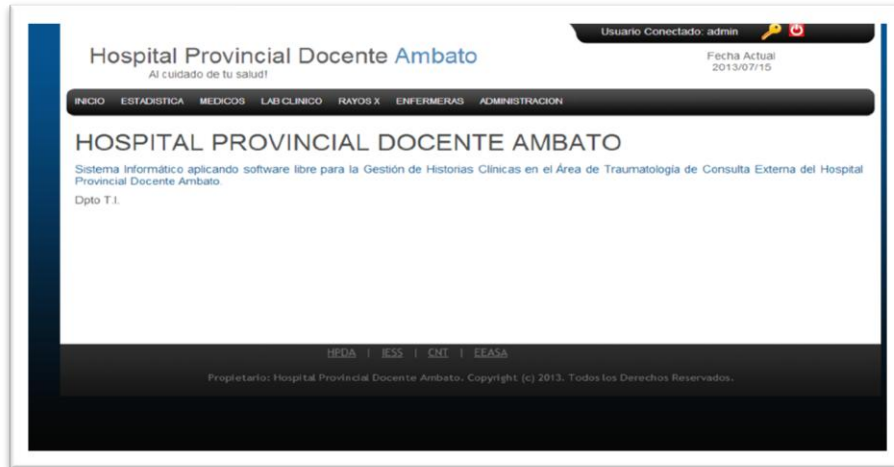 Usuario Conectado: admin
Hospital Provincial Docente Ambato
Al cuidado de tu salud!
Fecha Actual
2013/07/15
INICIO ESTADISTICA MEDICOS LAB CLINICO RAYOS X ENFERMERAS ADMINISTRACION
HOSPITAL PROVINCIAL DOCENTE AMBATO
Sistema Informático aplicando software libre para la Gestión de Historias Clínicas en el Área de Traumatología de Consulta Externa del Hospital
Provincial Docente Ambato.
Dpto T.I.
HPDA | IESS | CNT | EEASA
Propietario: Hospital Provincial Docente Ambato. Copyright (c) 2013. Todos los Derechos Reservados.